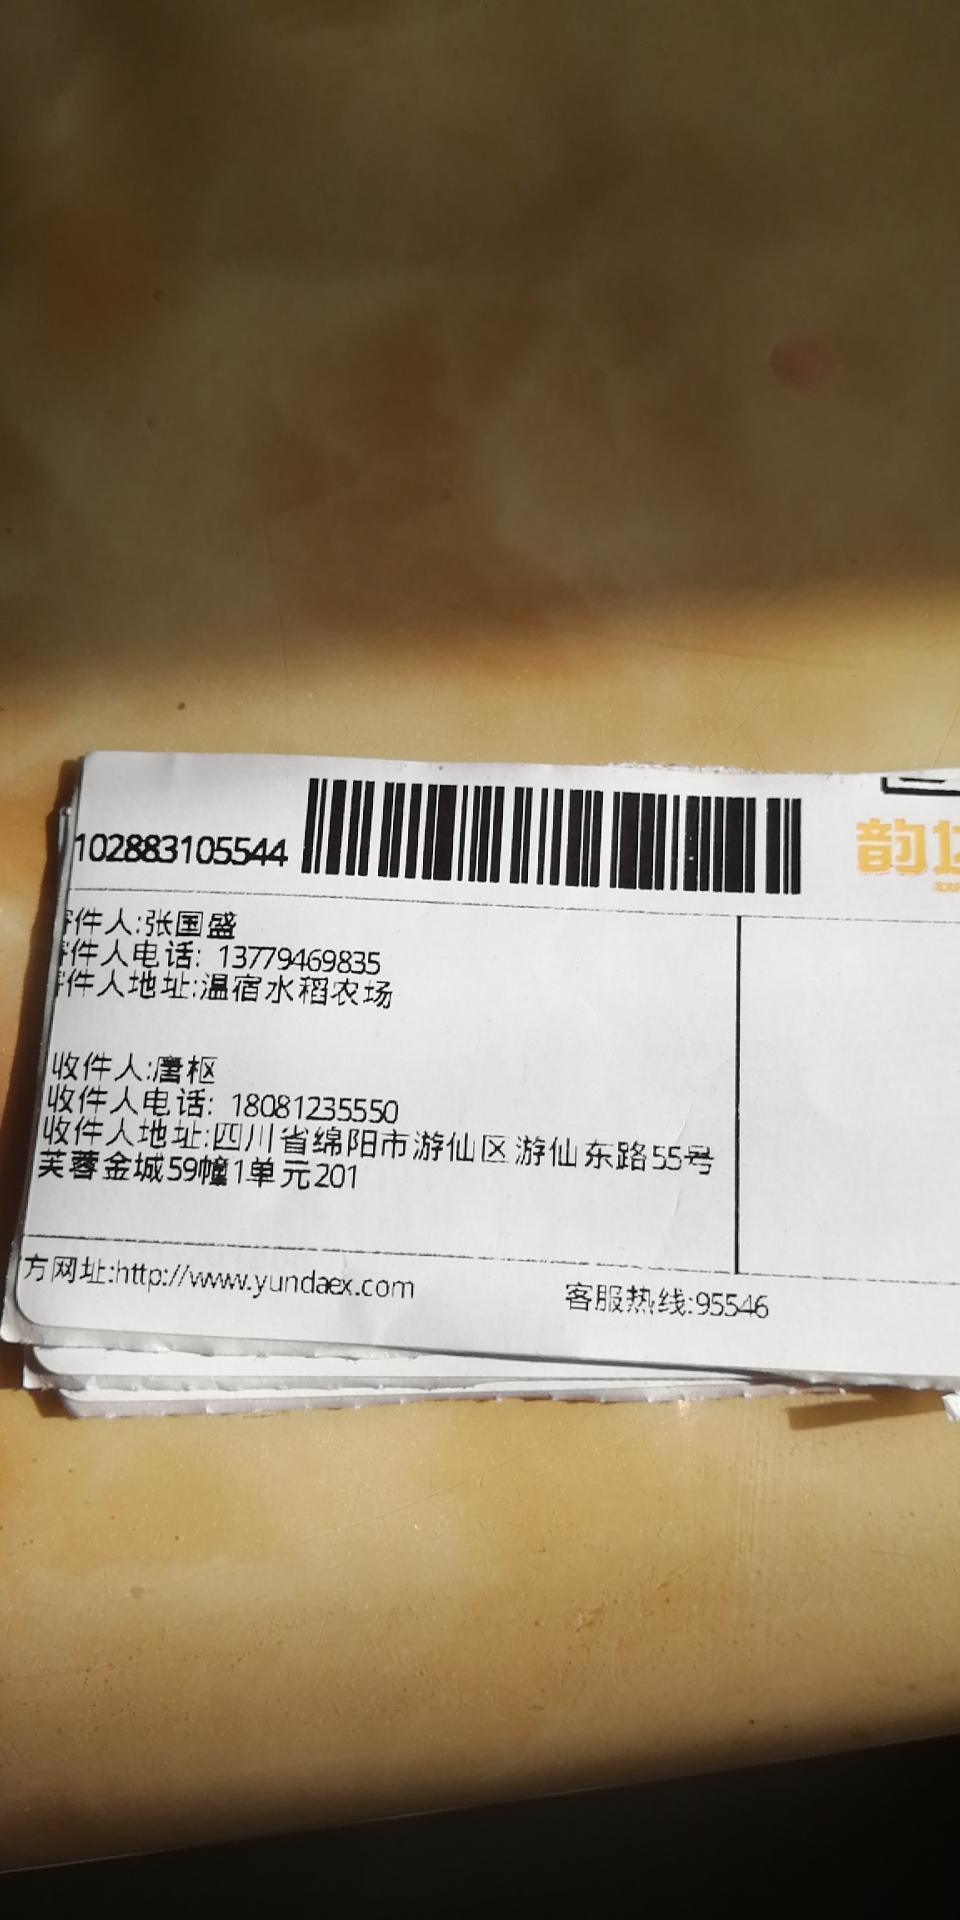 102883105544
韵
件人:张国盛
件人电话: 13779469835
件人地址:温宿水稻农场
收件人:唐枢
收件人电话: 18081235550
收件人地址:四川省绵阳市游仙区游仙东路55号
芙蓉金城59幢1单元201
方网址:http://www.yundaex.com
客服热线:95546